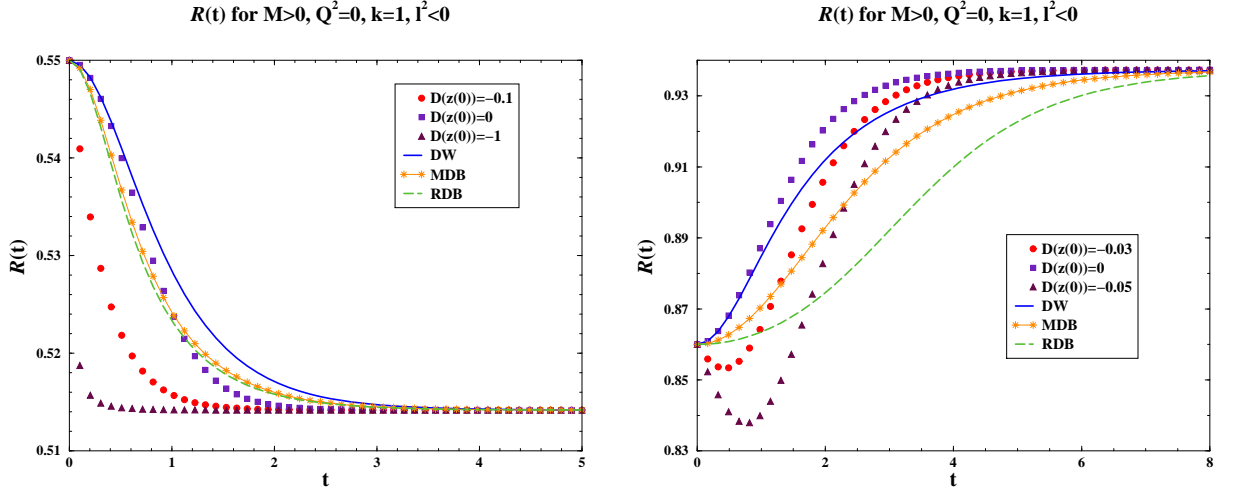 R(t) for M>0, Q²=0, k=1, l²<0
R(t)
0.55
0.54
0.53
0.52
0.51
0
1
2
3
4
5
t
D(z(0))=−0.1
D(z(0))=0
D(z(0))=−1
DW
MDB
RDB
R(t) for M>0, Q²=0, k=1, l²<0
R(t)
0.93
0.91
0.89
0.87
0.85
0.83
0
2
4
6
8
t
D(z(0))=−0.03
D(z(0))=0
D(z(0))=−0.05
DW
MDB
RDB